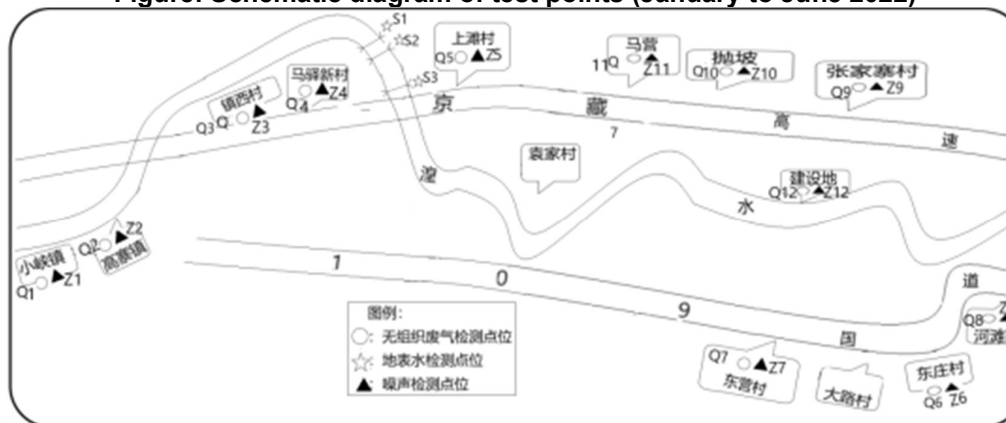 Figure: Schematic diagram of test points (January to June 2022)
S1
S2
S3
上滩村
Q5 Z5
马营
11Q Z11
抛坡
Q10 Z10
张家寨村
Q9 Z9
马驿新村
Q4 Z4
镇西村
Q3 Q Z3
京 藏 高 速
7
袁家村
湟 水
建设地
Q12 Z12
Q2 Z2
高寨镇
小峡镇
Q1 Z1
1 0 9 国 道
图例:
:无组织废气检测点位
:地表水检测点位
:噪声检测点位
Q7 Z7
东营村
大路村
东庄村
Q6 Z6
Q8
河滩